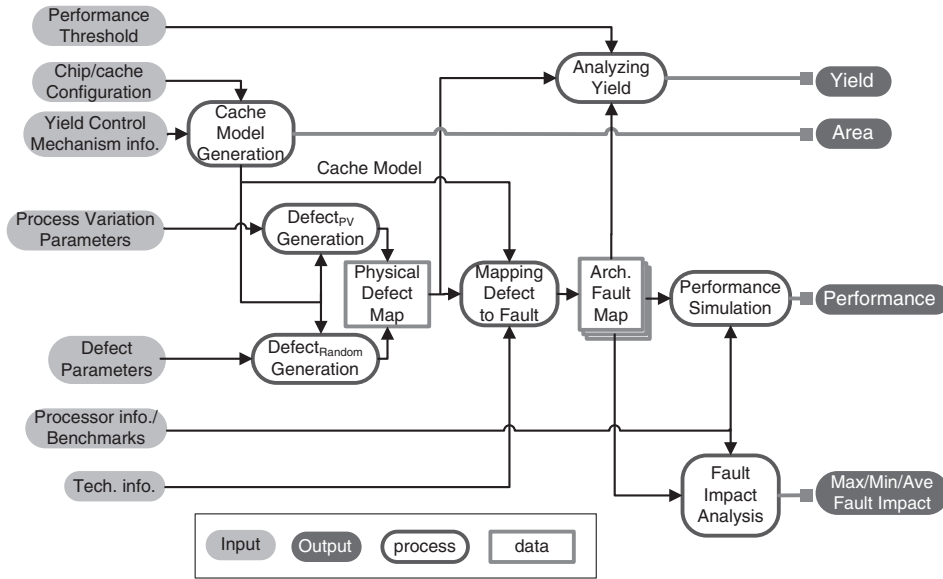 Performance
Threshold
Chip/cache
Configuration
Yield Control
Mechanism info.
Cache
Model
Generation
Analyzing
Yield
Yield
Area
Cache Model
Process Variation
Parameters
DefectPV
Generation
Physical
Defect
Map
Mapping
Defect
to Fault
Arch.
Fault
Map
Performance
Simulation
Performance
Defect
Parameters
DefectRandom
Generation
Processor info./
Benchmarks
Tech. info.
Fault
Impact
Analysis
Max/Min/Ave
Fault Impact
Input
Output
process
data